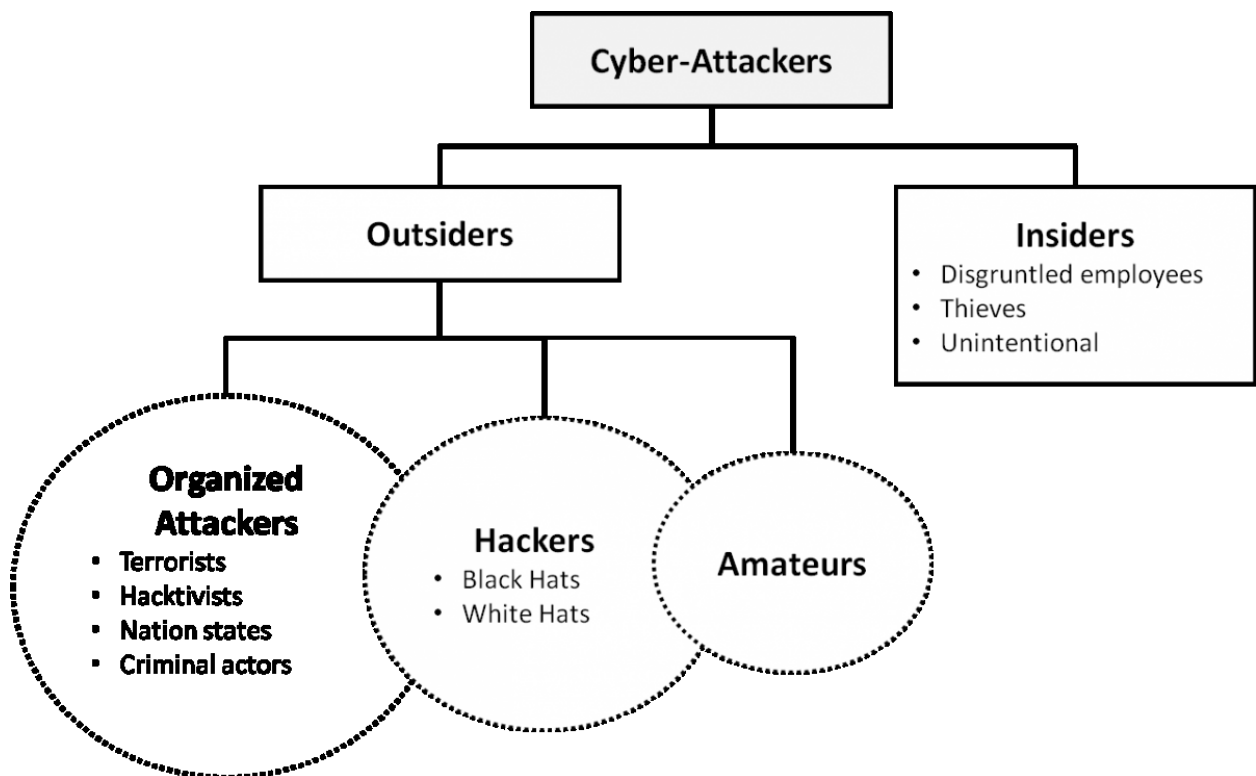 Cyber-Attackers
Outsiders
Insiders
• Disgruntled employees
• Thieves
• Unintentional
Organized
Attackers
▪ Terrorists
▪ Hacktivists
▪ Nation states
▪ Criminal actors
Hackers
• Black Hats
• White Hats
Amateurs